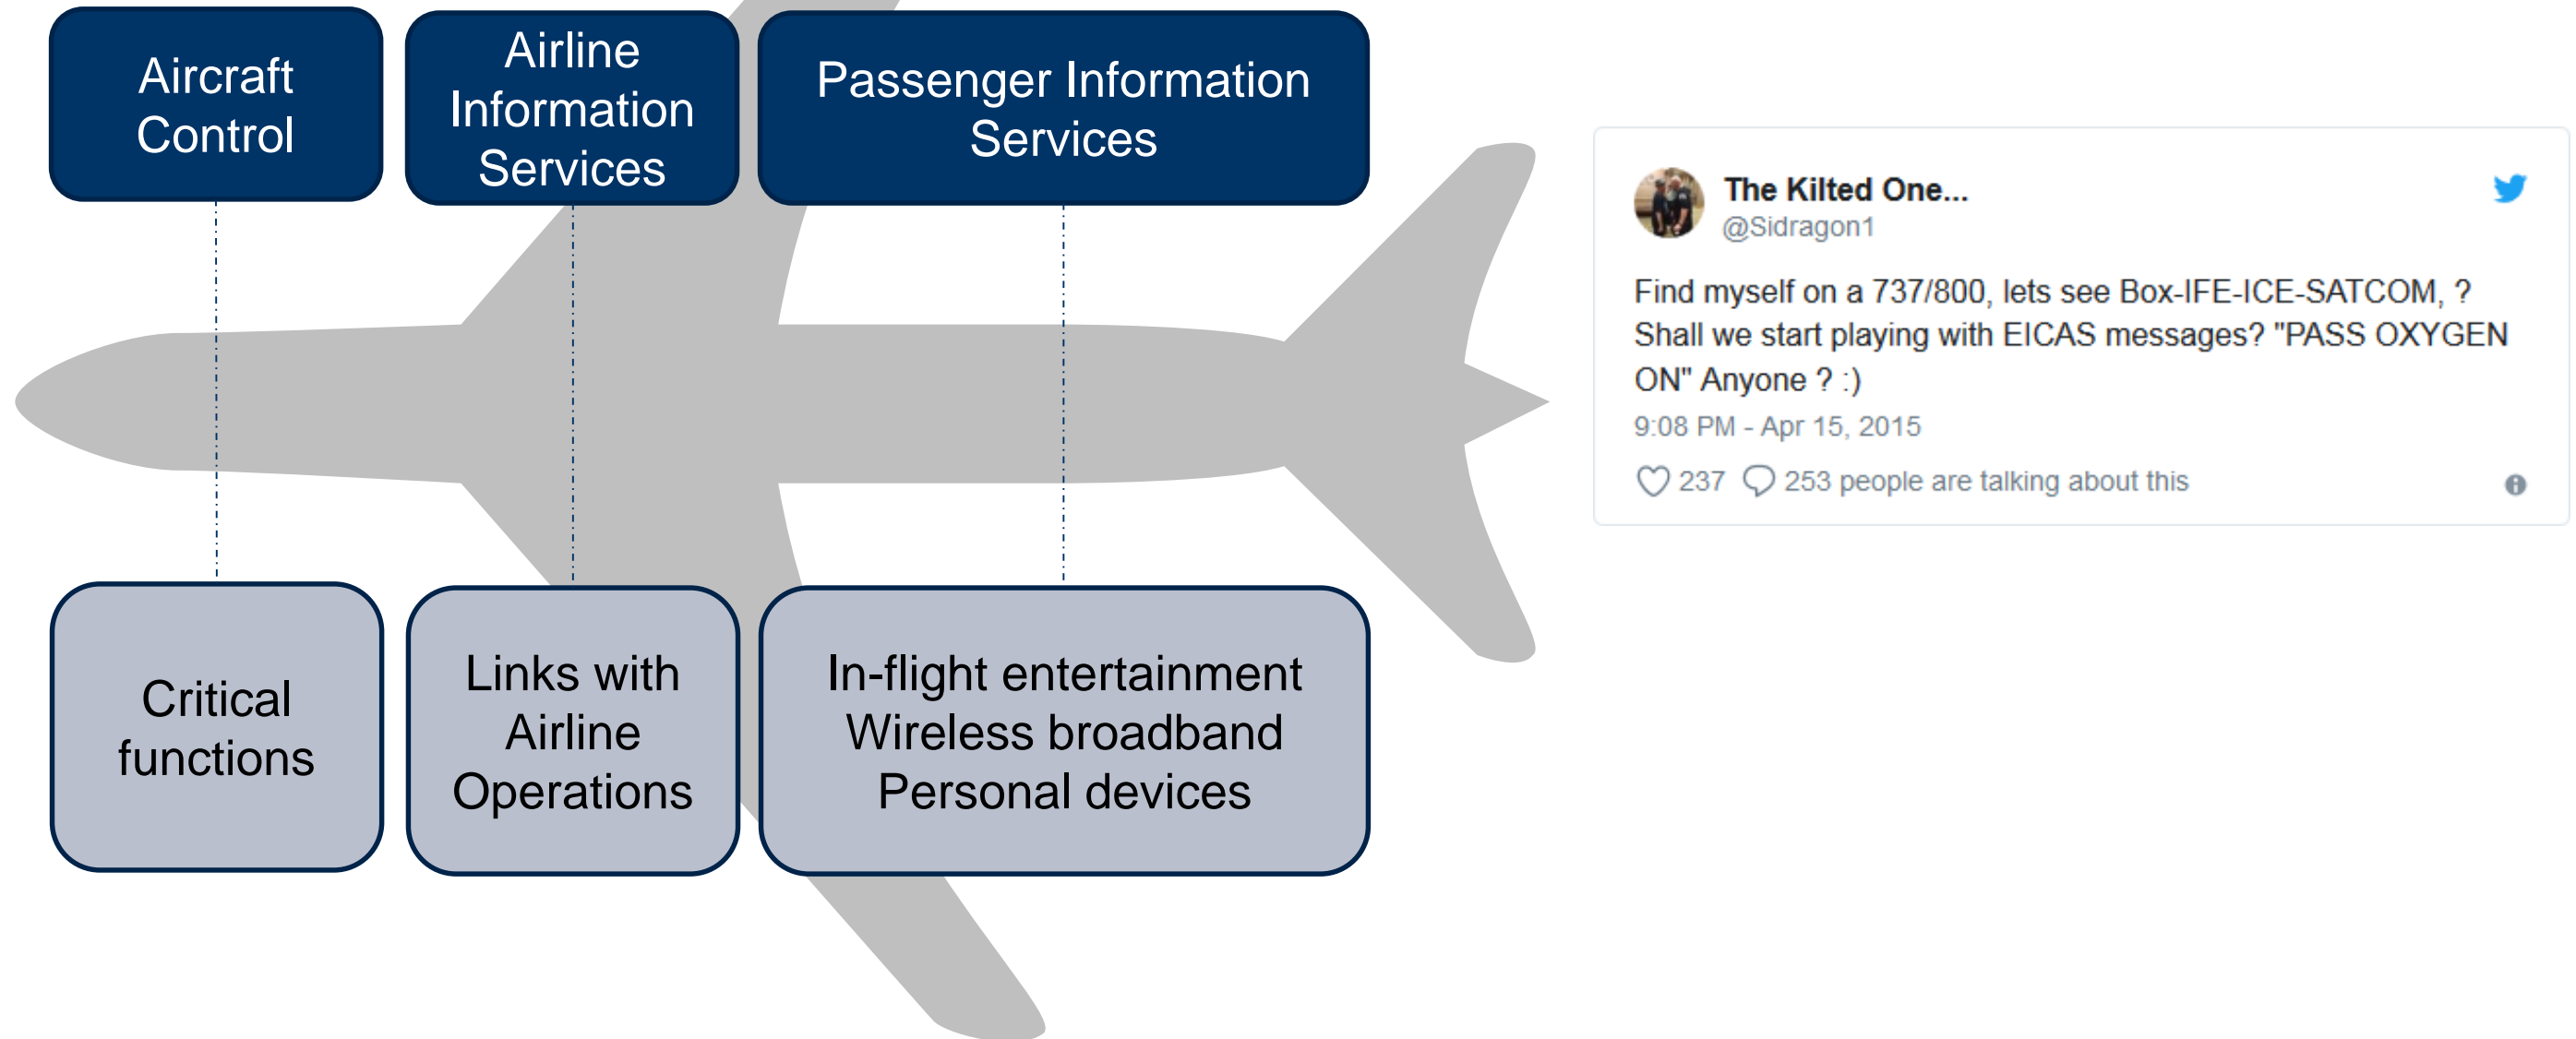 Aircraft
Control
Airline
Information
Services
Passenger Information
Services
Critical
functions
Links with
Airline
Operations
In-flight entertainment
Wireless broadband
Personal devices
The Kilted One...
@Sidragon1
Find myself on a 737/800, lets see Box-IFE-ICE-SATCOM, ?
Shall we start playing with EICAS messages? "PASS OXYGEN
ON" Anyone ? :)
9:08 PM - Apr 15, 2015
237 253 people are talking about this